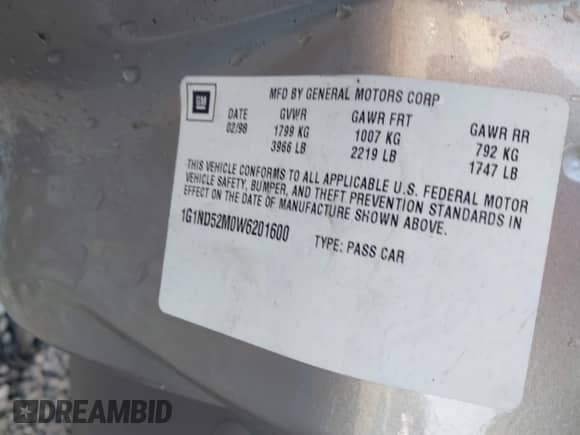 GM
MFD BY GENERAL MOTORS CORP
DATE GVWR GAWR FRT GAWR RR
02/98 1799 KG 1007 KG 792 KG
3966 LB 2219 LB 1747 LB
THIS VEHICLE CONFORMS TO ALL APPLICABLE U.S. FEDERAL MOTOR
VEHICLE SAFETY, BUMPER, AND THEFT PREVENTION STANDARDS IN
EFFECT ON THE DATE OF MANUFACTURE SHOWN ABOVE.
1G1ND52M0W6201600 TYPE: PASS CAR
DREAMBID